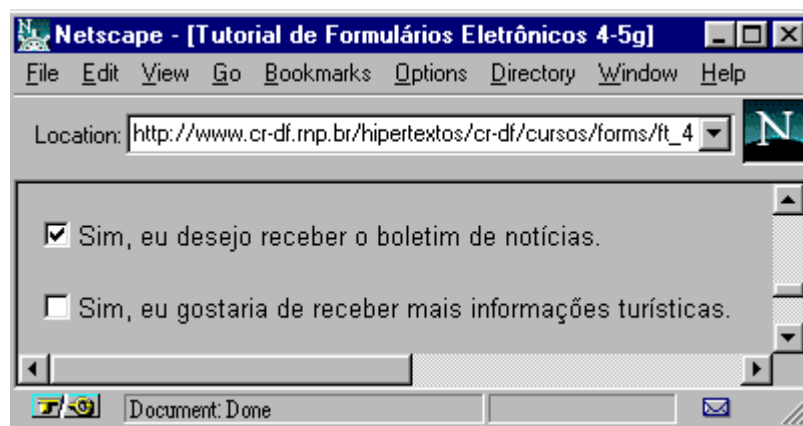 Netscape - [Tutorial de Formulários Eletrônicos 4-5g]
File Edit View Go Bookmarks Options Directory Window Help
Location: http://www.cr-df.rnp.br/hipertextos/cr-df/cursos/forms/ft_4
N
Sim, eu desejo receber o boletim de notícias.
Sim, eu gostaria de receber mais informações turísticas.
Document: Done